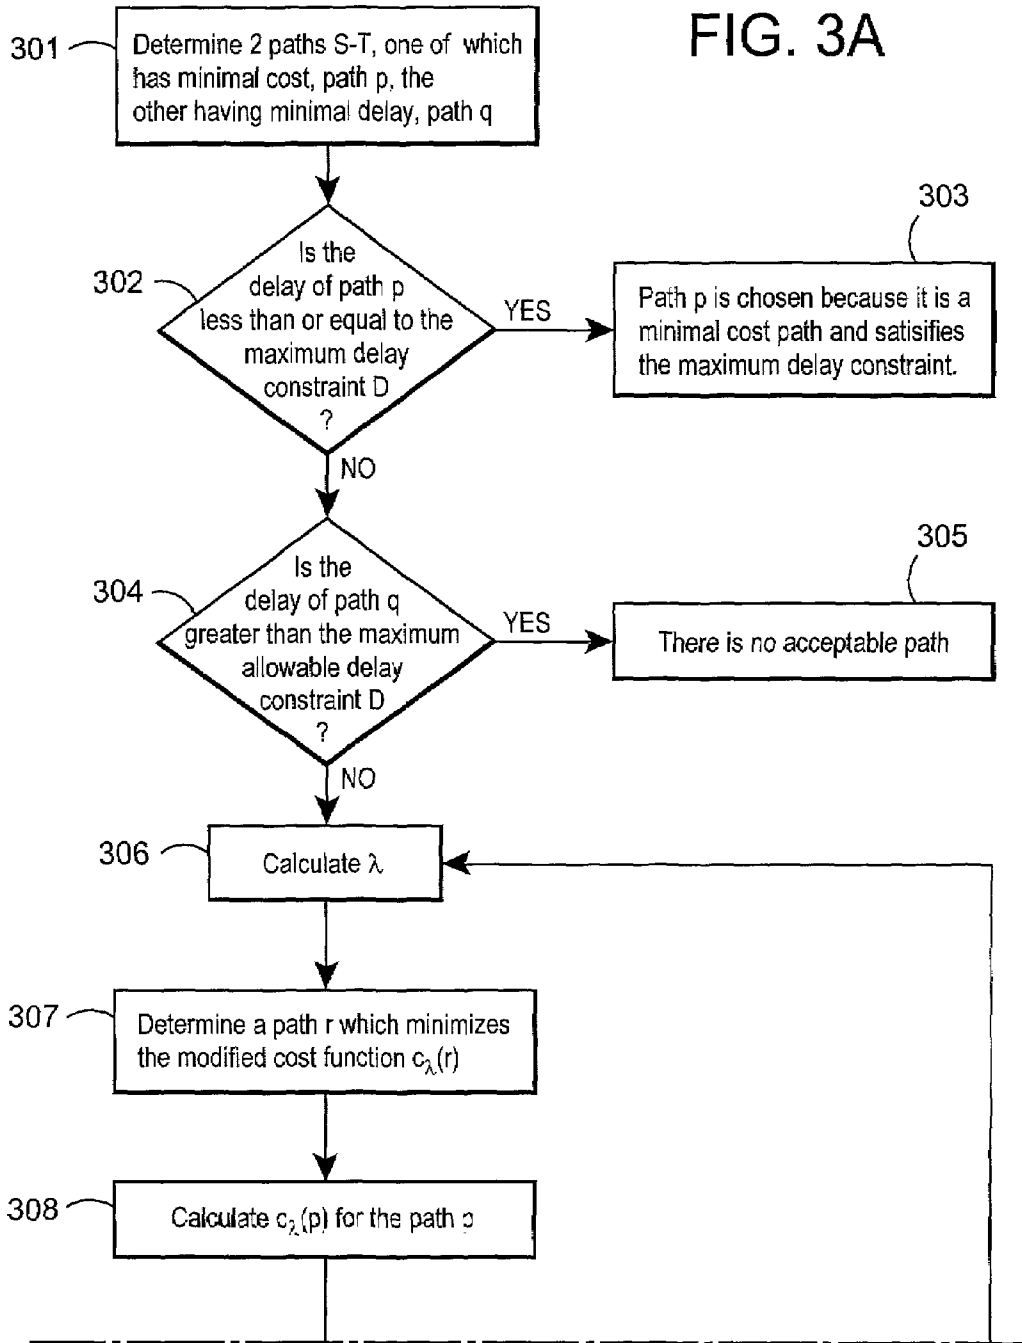 FIG. 3A
301
Determine 2 paths S-T, one of which
has minimal cost, path p, the
other having minimal delay, path q
302
Is the
delay of path p
less than or equal to the
maximum delay
constraint D
?
YES
303
Path p is chosen because it is a
minimal cost path and satisifies
the maximum delay constraint.
NO
304
Is the
delay of path q
greater than the maximum
allowable delay
constraint D
?
YES
305
There is no acceptable path
NO
306
Calculate λ
307
Determine a path r which minimizes
the modified cost function cλ(r)
308
Calculate cλ(p) for the path p